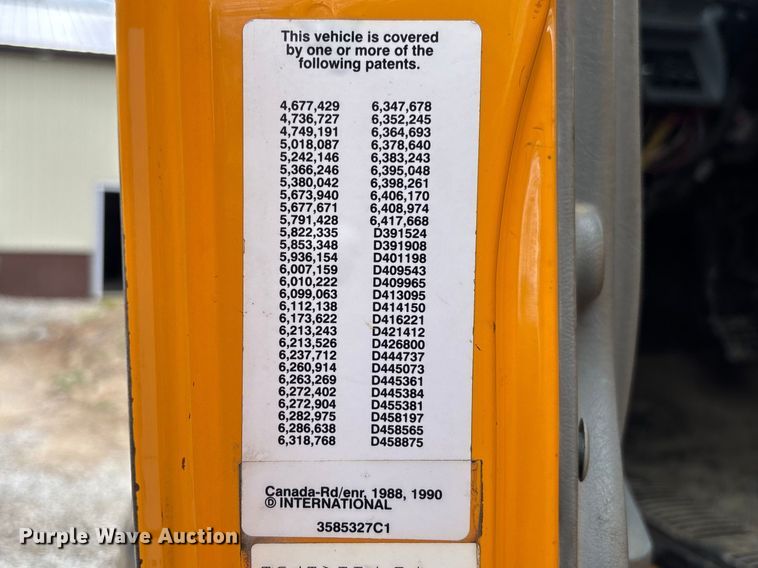 This vehicle is covered
by one or more of the
following patents.
4,677,429 6,347,678
4,736,727 6,352,245
4,749,191 6,364,693
5,018,087 6,378,640
5,242,146 6,383,243
5,366,246 6,395,048
5,380,042 6,398,261
5,673,940 6,406,170
5,677,671 6,408,974
5,791,428 6,417,668
5,822,335 D391524
5,853,348 D391908
5,936,154 D401198
6,007,159 D409543
6,010,222 D409965
6,099,063 D413095
6,112,138 D414150
6,173,622 D416221
6,213,243 D421412
6,213,526 D426800
6,237,712 D444737
6,260,914 D445073
6,263,269 D445361
6,272,402 D445384
6,272,904 D455381
6,282,975 D458197
6,286,638 D458565
6,318,768 D458875
Canada-Rd/enr, 1988, 1990
Ⓓ INTERNATIONAL
3585327C1
Purple Wave Auction